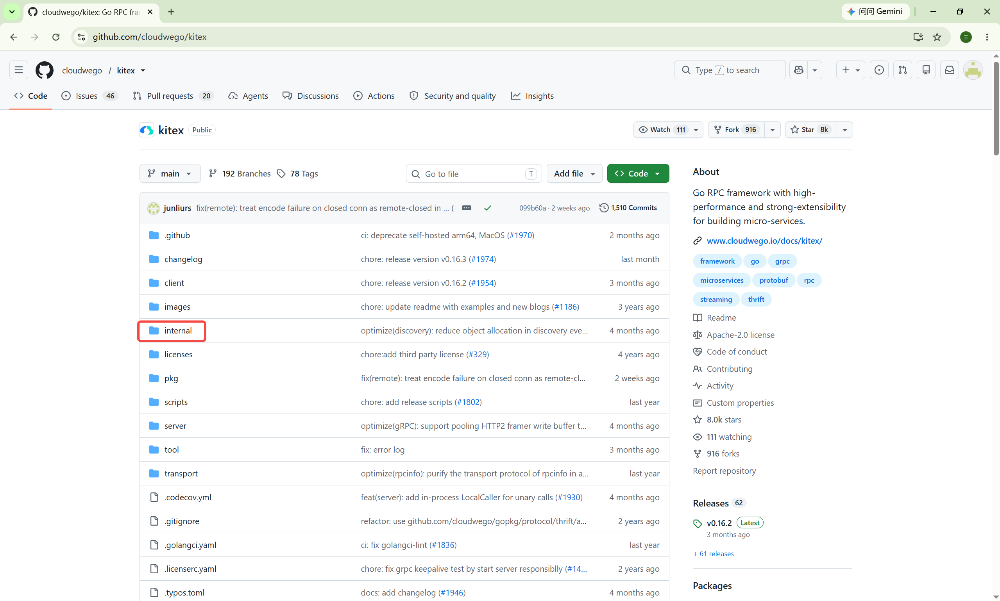 cloudwego/kitex: Go RPC fra
问问 Gemini
github.com/cloudwego/kitex
王
cloudwego / kitex
Type / to search
Code
Issues 46
Pull requests 20
Agents
Discussions
Actions
Security and quality
Insights
kitex Public
Watch 111
Fork 916
Star 8k
main
192 Branches
78 Tags
Go to file T
Add file
Code
junliurs fix(remote): treat encode failure on closed conn as remote-closed in ... ( 099b60a · 2 weeks ago 1,510 Commits
.github ci: deprecate self-hosted arm64, MacOS (#1970) 2 months ago
changelog chore: release version v0.16.3 (#1974) last month
client chore: release version v0.16.2 (#1954) 3 months ago
images chore: update readme with examples and new blogs (#1186) 3 years ago
internal optimize(discovery): reduce object allocation in discovery eve... 4 months ago
licenses chore:add third party license (#329) 4 years ago
pkg fix(remote): treat encode failure on closed conn as remote-cl... 2 weeks ago
scripts chore: add release scripts (#1802) last year
server optimize(gRPC): support pooling HTTP2 framer write buffer t... 4 months ago
tool fix: error log 3 months ago
transport optimize(rpcinfo): purify the transport protocol of rpcinfo in a... last year
.codecov.yml feat(server): add in-process LocalCaller for unary calls (#1930) 4 months ago
.gitignore refactor: use github.com/cloudwego/gopkg/protocol/thrift/a... 2 years ago
.golangci.yaml ci: fix golangci-lint (#1836) last year
.licenserc.yaml chore: fix grpc keepalive test by start server responsiblly (#14... 2 years ago
.typos.toml docs: add changelog (#1946) 4 months ago
About
Go RPC framework with high-
performance and strong-extensibility
for building micro-services.
www.cloudwego.io/docs/kitex/
framework go grpc
microservices protobuf rpc
streaming thrift
Readme
Apache-2.0 license
Code of conduct
Contributing
Activity
Custom properties
8.0k stars
111 watching
916 forks
Report repository
Releases 62
v0.16.2 Latest
3 months ago
+ 61 releases
Packages